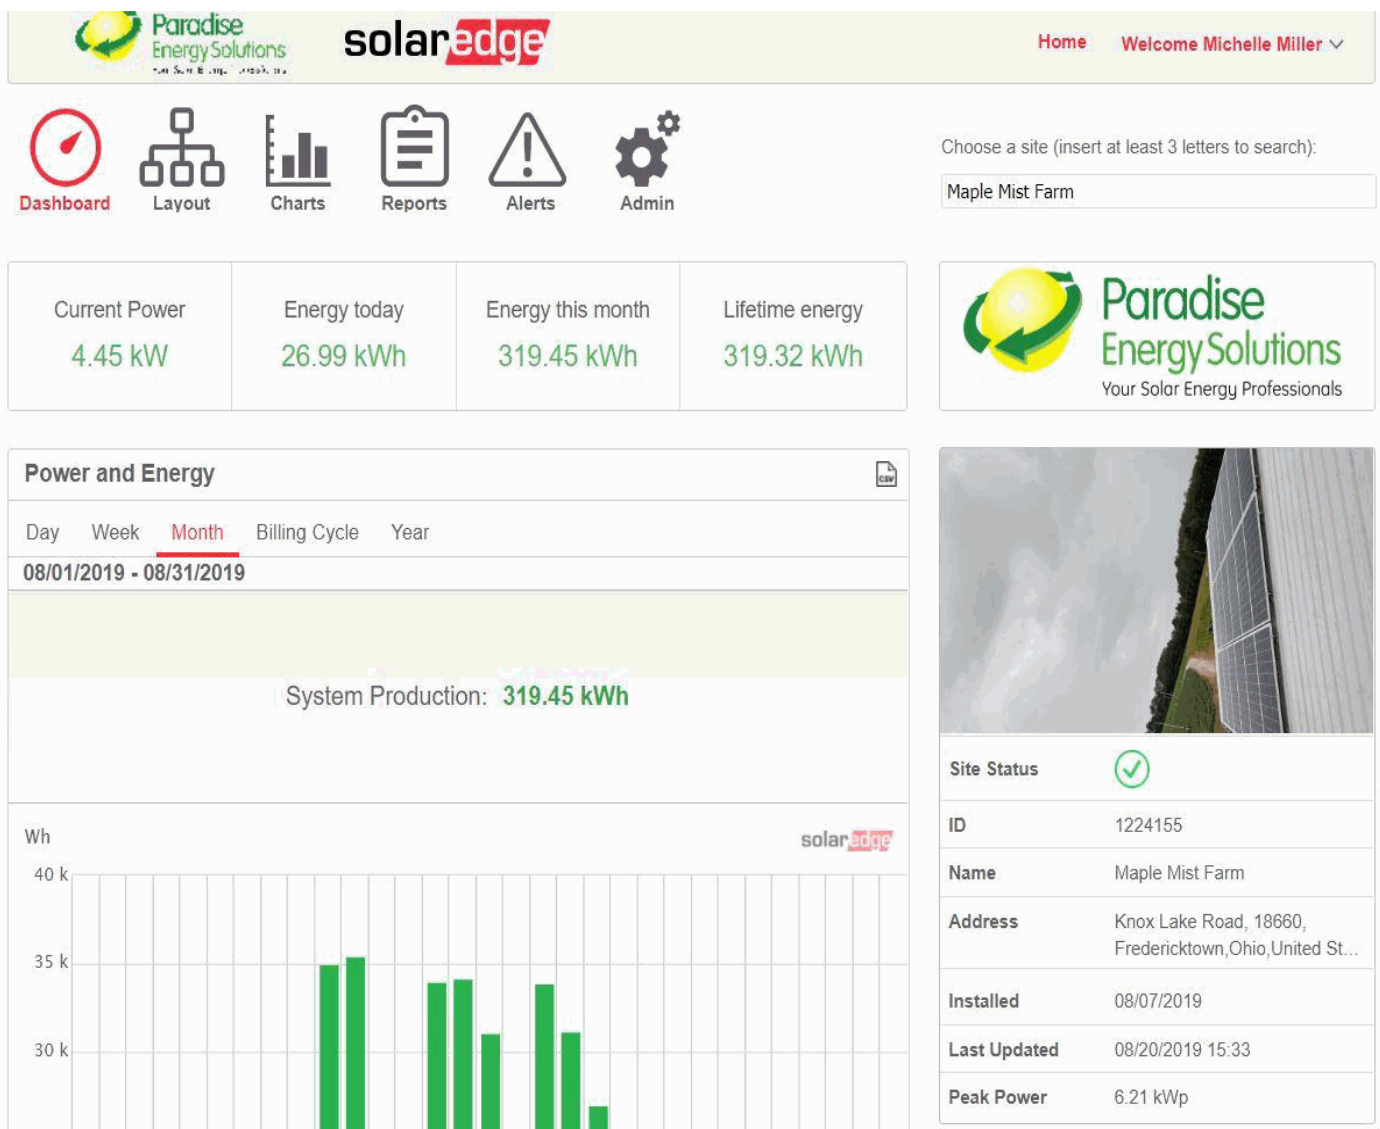 Paradise
Energy Solutions
solaredge
Home
Welcome Michelle Miller
Dashboard
Layout
Charts
Reports
Alerts
Admin
Choose a site (insert at least 3 letters to search):
Maple Mist Farm
Current Power
4.45 kW
Energy today
26.99 kWh
Energy this month
319.45 kWh
Lifetime energy
319.32 kWh
Paradise
Energy Solutions
Your Solar Energy Professionals
Power and Energy
CSV
Day Week Month Billing Cycle Year
08/01/2019 - 08/31/2019
System Production: 319.45 kWh
Wh
solaredge
40 k
35 k
30 k
Site Status
ID 1224155
Name Maple Mist Farm
Address Knox Lake Road, 18660,
Fredericktown,Ohio,United St...
Installed 08/07/2019
Last Updated 08/20/2019 15:33
Peak Power 6.21 kWp